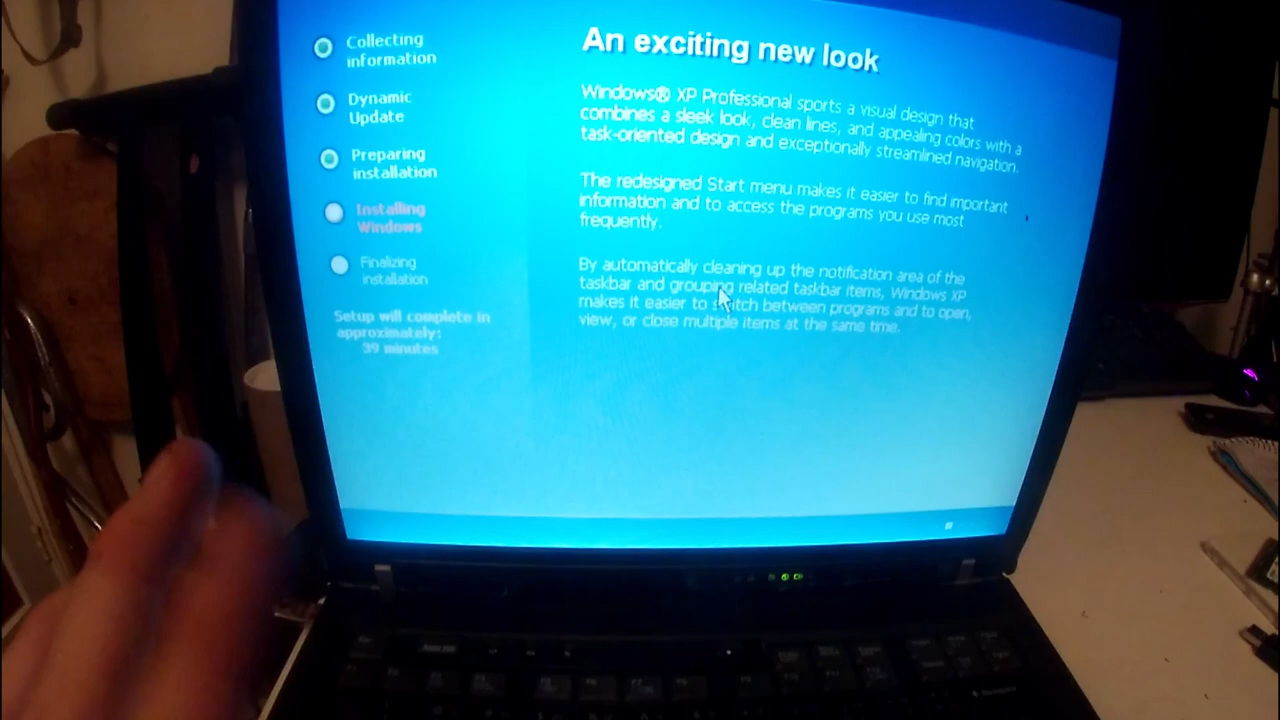 Collecting
information
Dynamic
Update
Preparing
installation
Installing
Windows
Finalizing
installation
Setup will complete in
approximately:
39 minutes
An exciting new look
Windows® XP Professional sports a visual design that
combines a sleek look, clean lines, and appealing colors with a
task-oriented design and exceptionally streamlined navigation.
The redesigned Start menu makes it easier to find important
information and to access the programs you use most
frequently.
By automatically cleaning up the notification area of the
taskbar and grouping related taskbar items, Windows XP
makes it easier to switch between programs and to open,
view, or close multiple items at the same time.